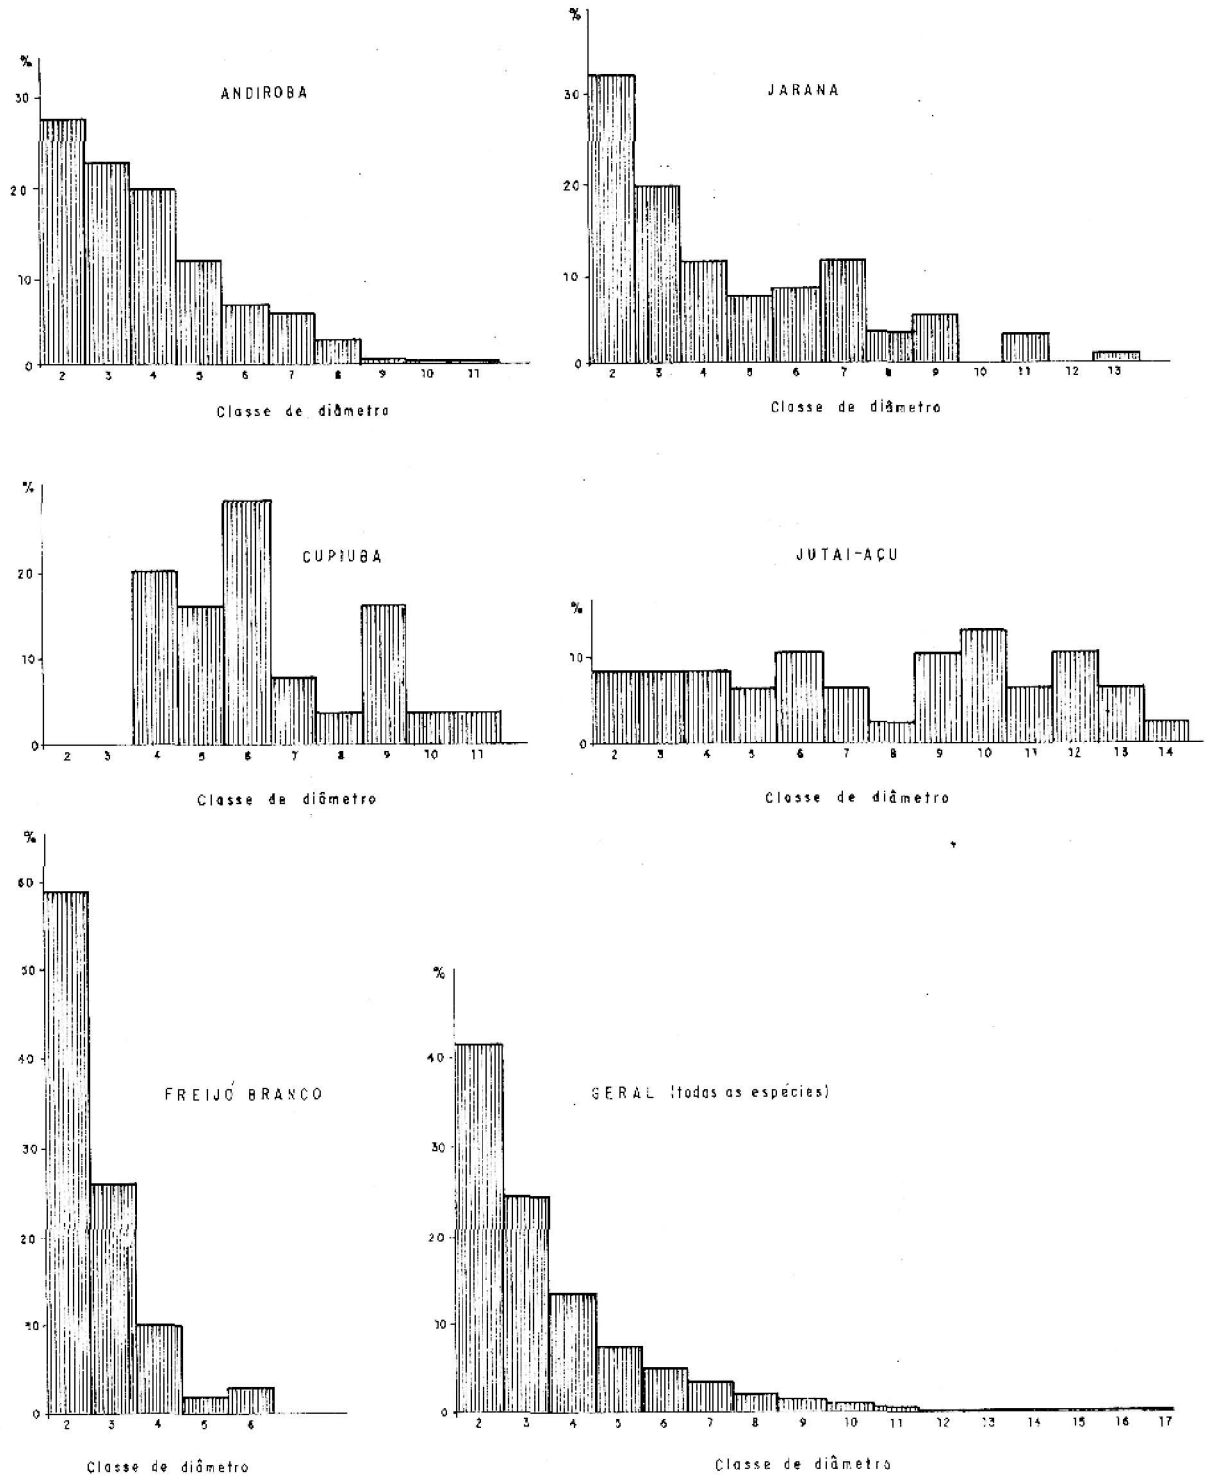 %
ANDIROBA
30
20
10
0
2 3 4 5 6 7 8 9 10 11
Classe de diâmetro
%
JARANA
30
20
10
0
2 3 4 5 6 7 8 9 10 11 12 13
Classe de diâmetro
%
CUPIUBA
20
10
0
2 3 4 5 6 7 8 9 10 11
Classe de diâmetro
%
JUTAI-AÇU
10
0
2 3 4 5 6 7 8 9 10 11 12 13 14
Classe de diâmetro
%
60
50
40
FREIJÓ BRANCO
30
20
10
0
2 3 4 5 6
Classe de diâmetro
%
40
GERAL (todas as espécies)
30
20
10
0
2 3 4 5 6 7 8 9 10 11 12 13 14 15 16 17
Classe de diâmetro